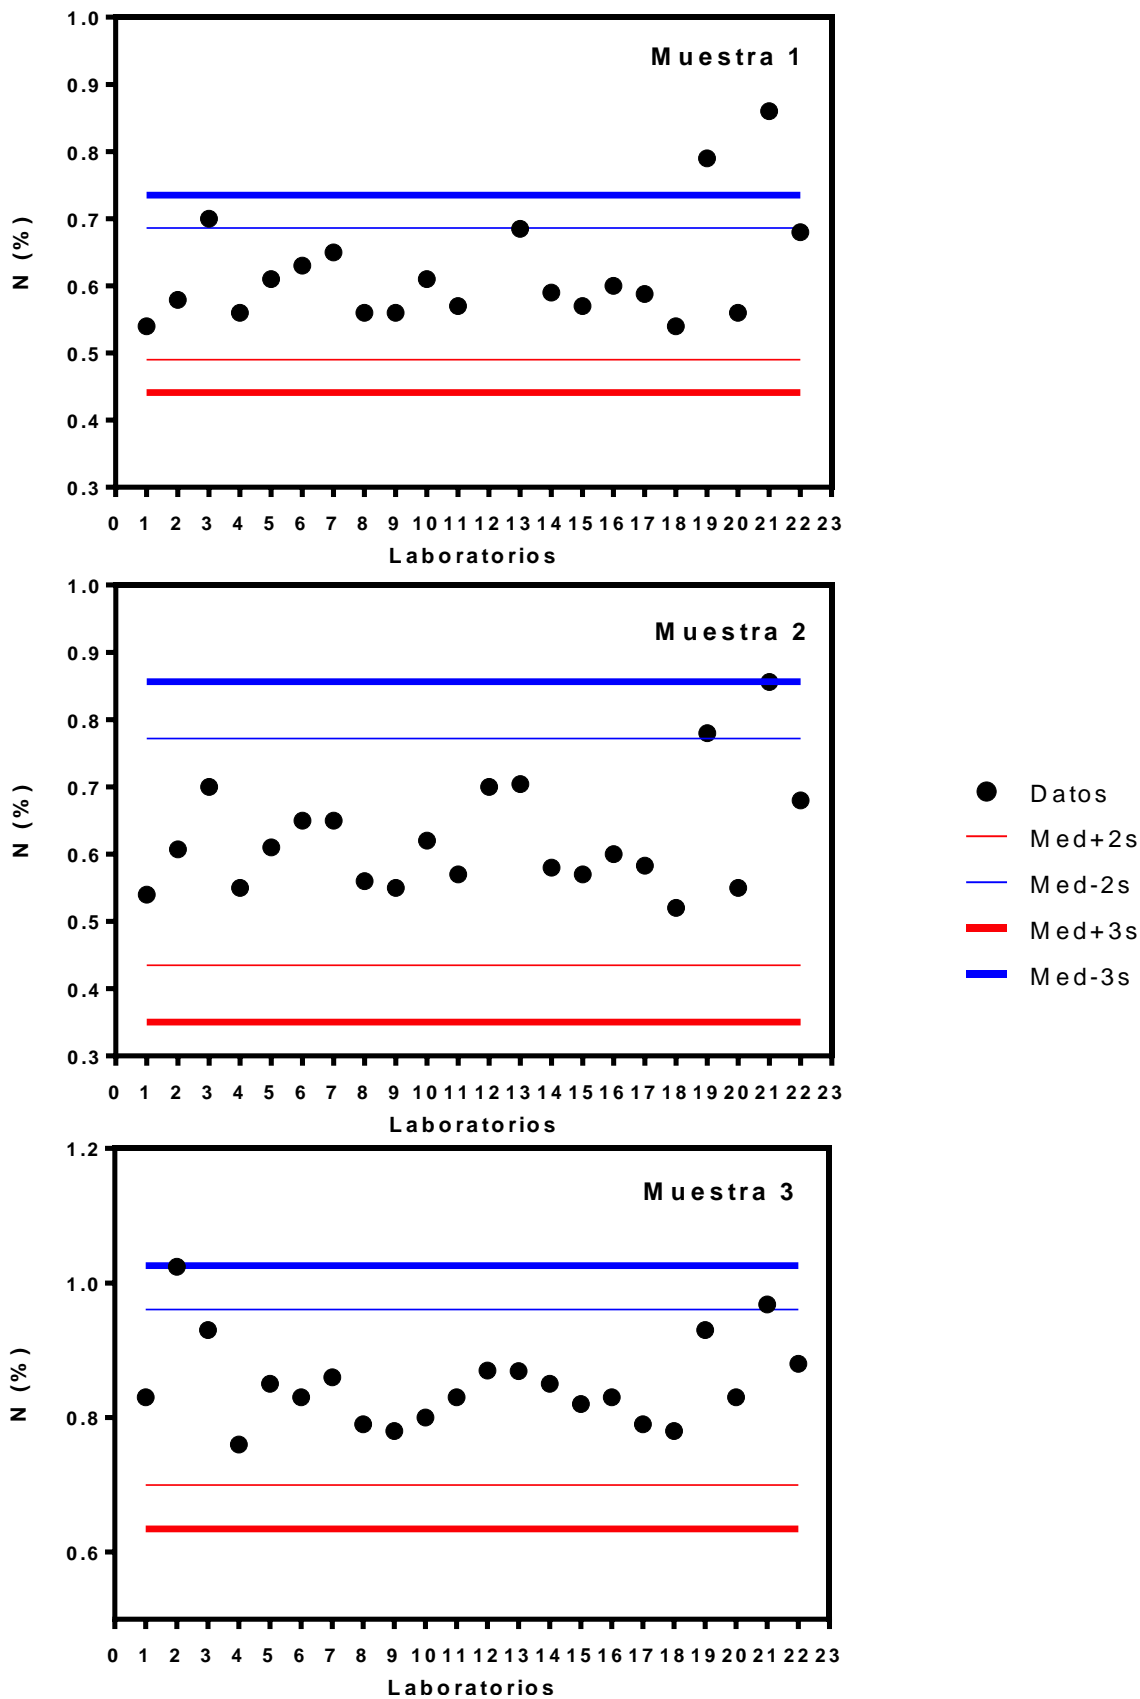 1.0
Muestra 1
0.9
0.8
0.7
N (%)
0.6
0.5
0.4
0.3
0 1 2 3 4 5 6 7 8 9 10 11 12 13 14 15 16 17 18 19 20 21 22 23
Laboratorios
1.0
Muestra 2
0.9
0.8
0.7
N (%)
0.6
0.5
0.4
0.3
0 1 2 3 4 5 6 7 8 9 10 11 12 13 14 15 16 17 18 19 20 21 22 23
Laboratorios
Datos
Med+2s
Med-2s
Med+3s
Med-3s
1.2
Muestra 3
1.0
N (%)
0.8
0.6
0 1 2 3 4 5 6 7 8 9 10 11 12 13 14 15 16 17 18 19 20 21 22 23
Laboratorios